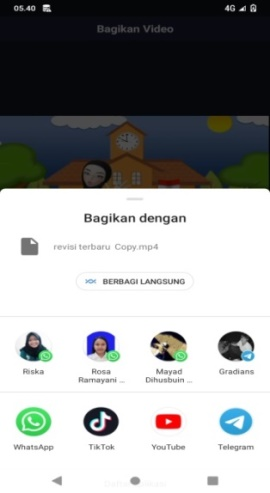 05.40
4G
Bagikan Video
Bagikan dengan
revisi terbaru Copy.mp4
BERBAGI LANGSUNG
Riska
Rosa
Ramayani ...
Mayad
Dihusbuin ...
Gradians
WhatsApp
TikTok
YouTube
Telegram